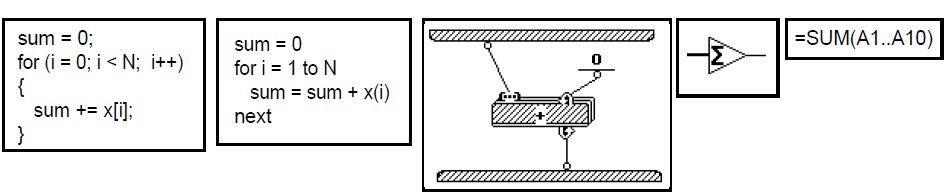 sum = 0;
for (i = 0; i < N;  i++)
{
sum += x[i];
}
sum = 0
for i = 1 to N
sum = sum + x(i)
next
0
+
Σ
=SUM(A1..A10)